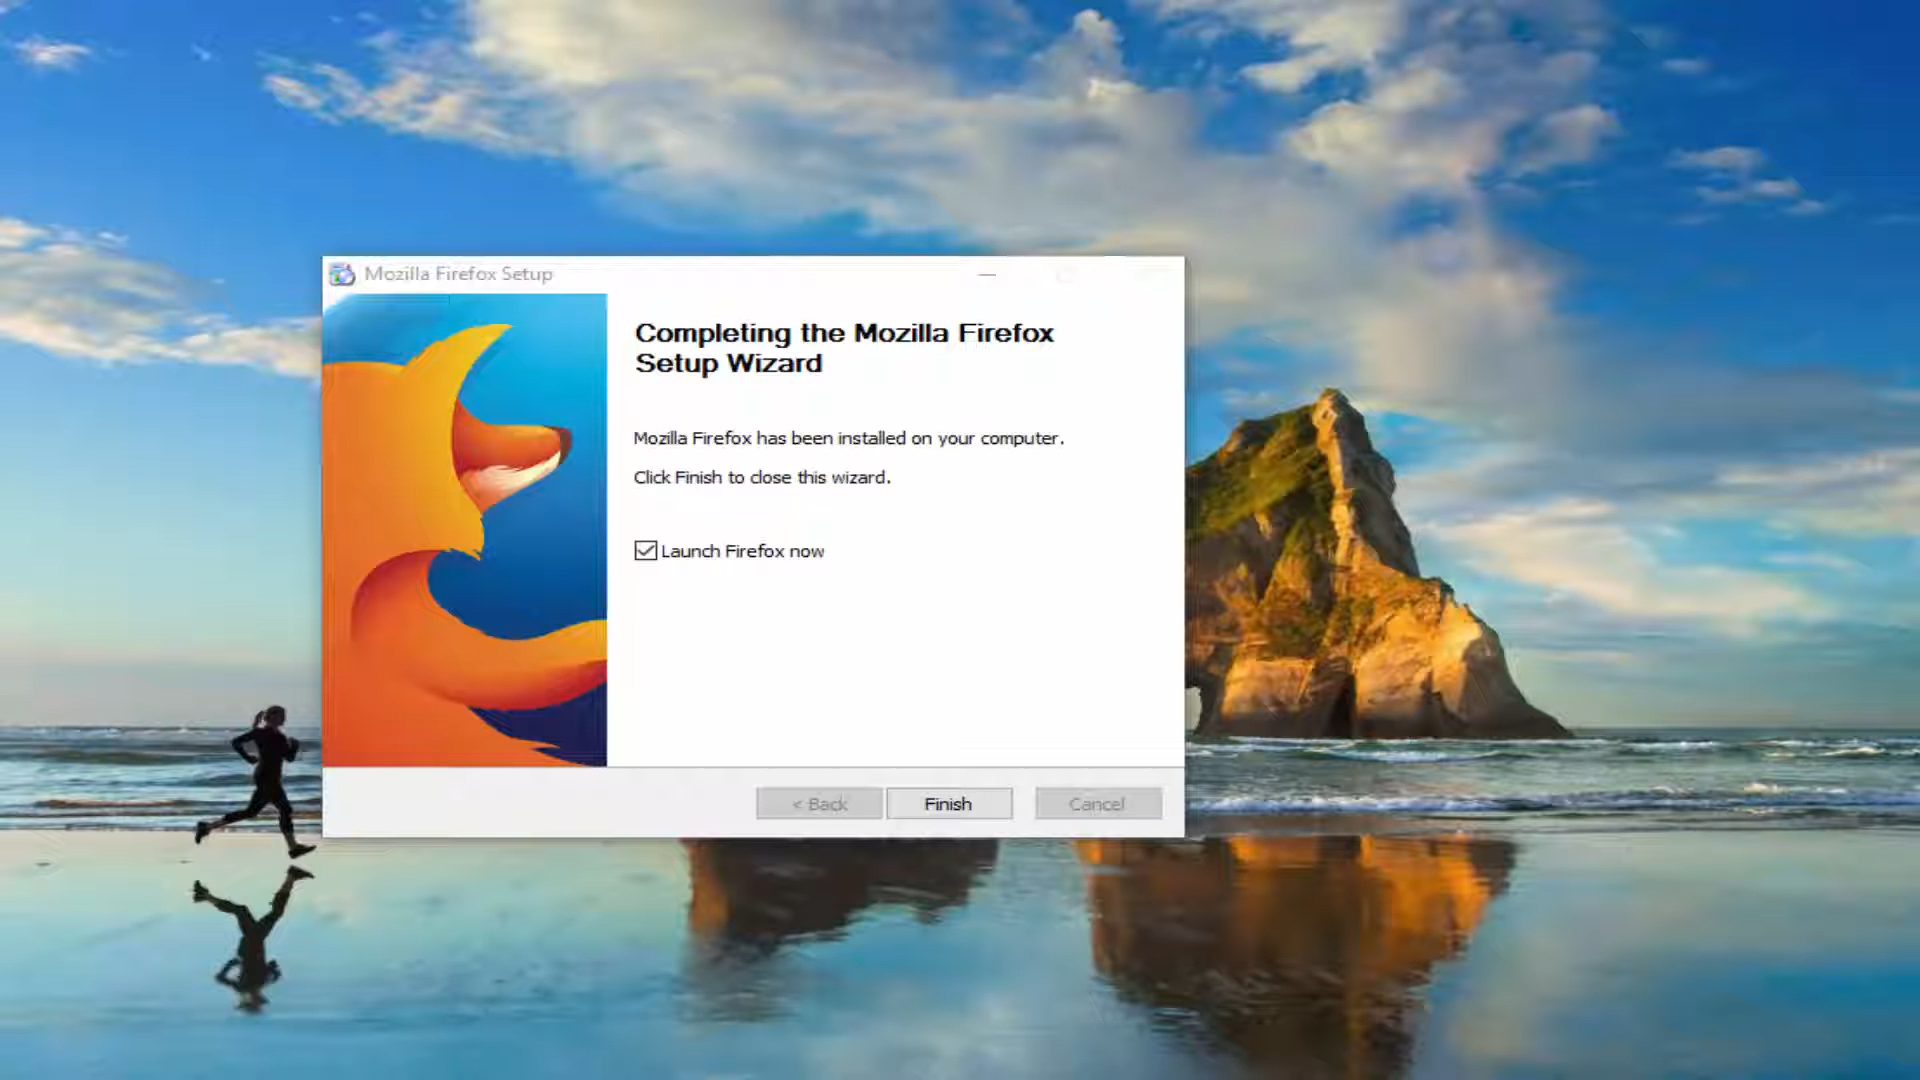 Mozilla Firefox Setup
Completing the Mozilla Firefox
Setup Wizard
Mozilla Firefox has been installed on your computer.
Click Finish to close this wizard.
Launch Firefox now
< Back
Finish
Cancel